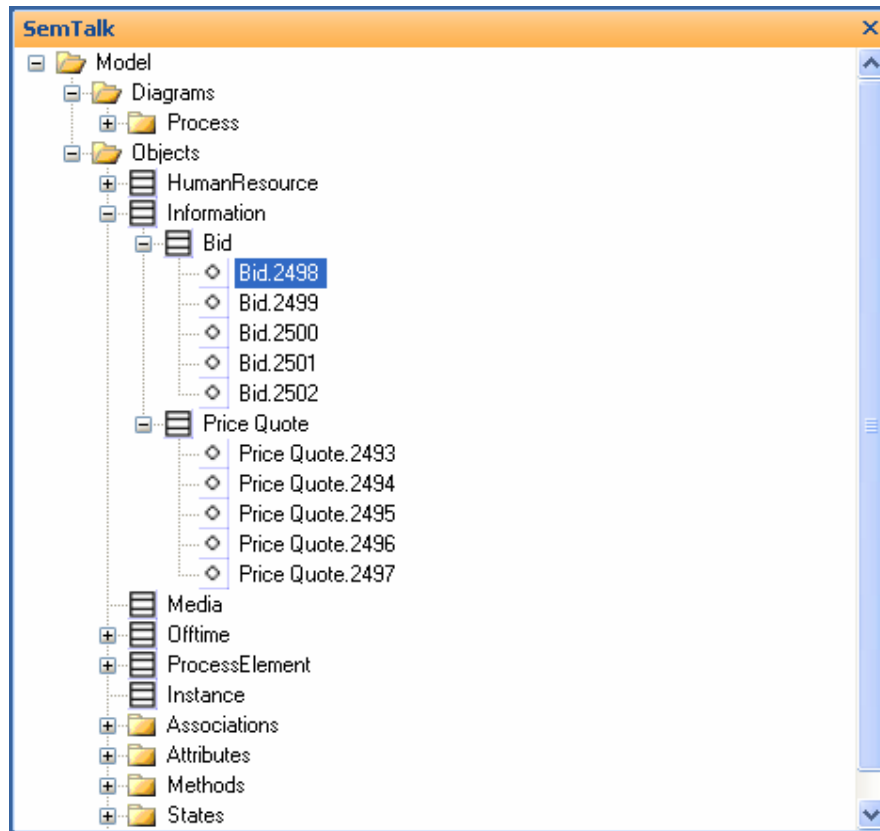 SemTalk
Model
Diagrams
Process
Objects
HumanResource
Information
Bid
Bid.2498
Bid.2499
Bid.2500
Bid.2501
Bid.2502
Price Quote
Price Quote.2493
Price Quote.2494
Price Quote.2495
Price Quote.2496
Price Quote.2497
Media
Offtime
ProcessElement
Instance
Associations
Attributes
Methods
States